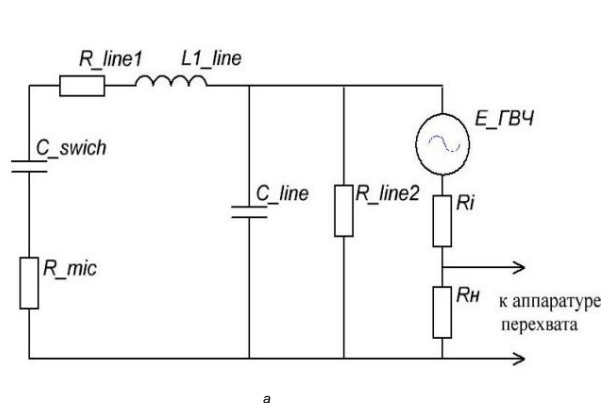 R_line1
L1_line
E_ГВЧ
C_swich
C_line
R_line2
Ri
R_mic
Rн
к аппаратуре
перехвата
а